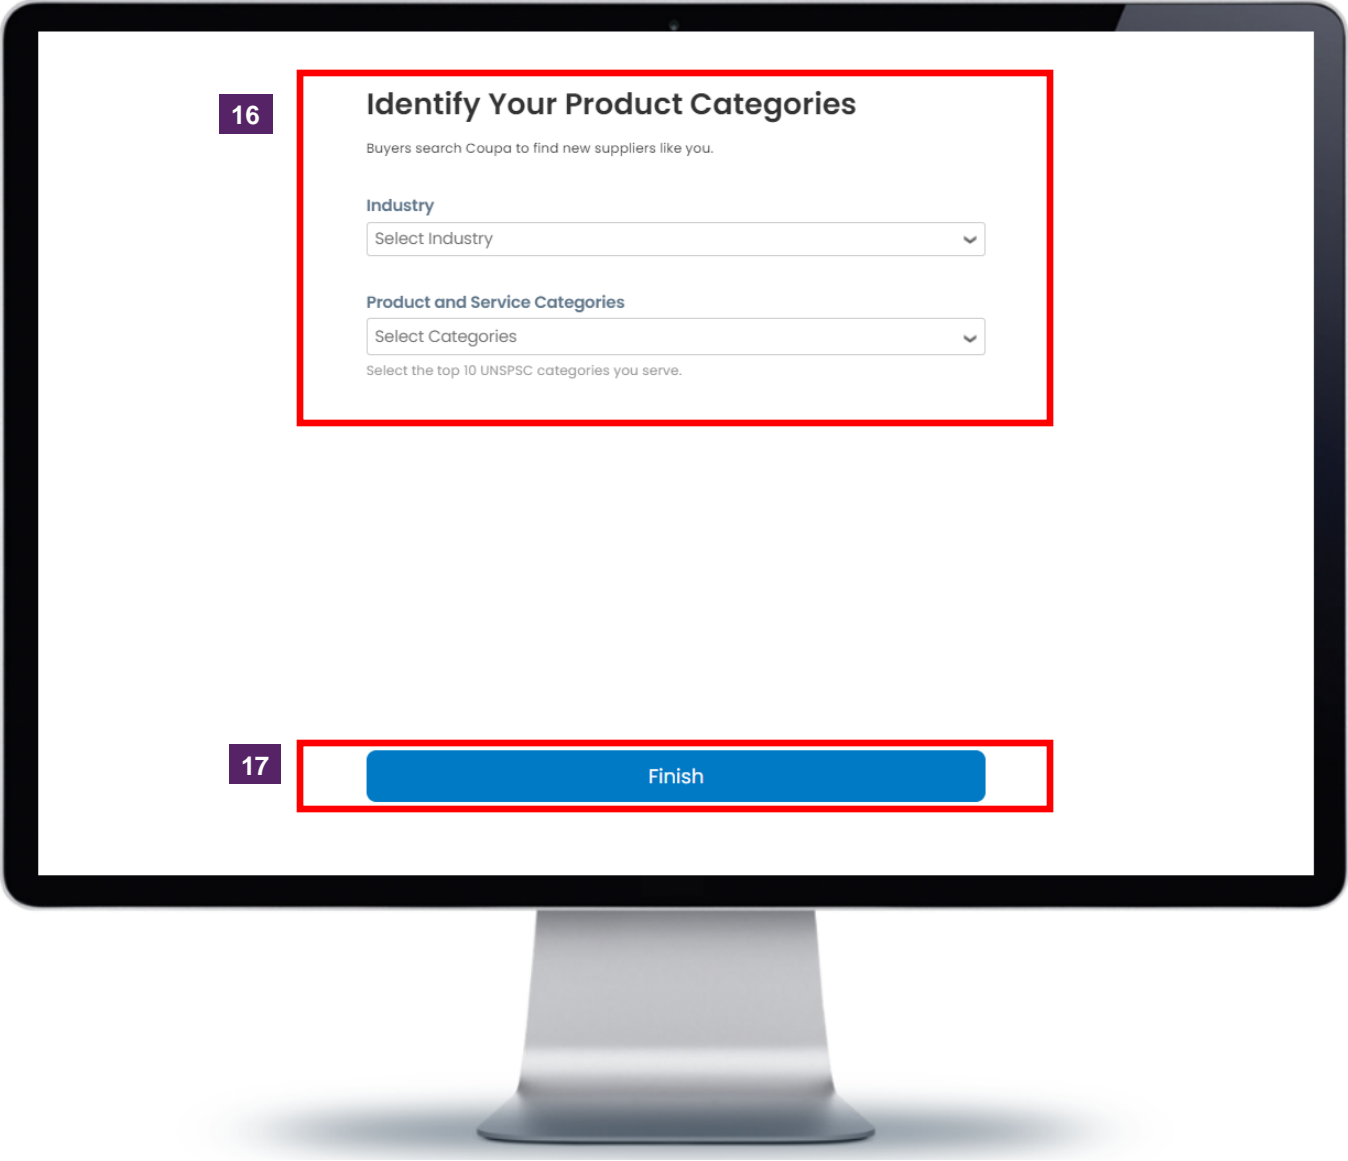 16
Identify Your Product Categories
Buyers search Coupa to find new suppliers like you.
Industry
Select Industry
Product and Service Categories
Select Categories
Select the top 10 UNSPSC categories you serve.
17
Finish